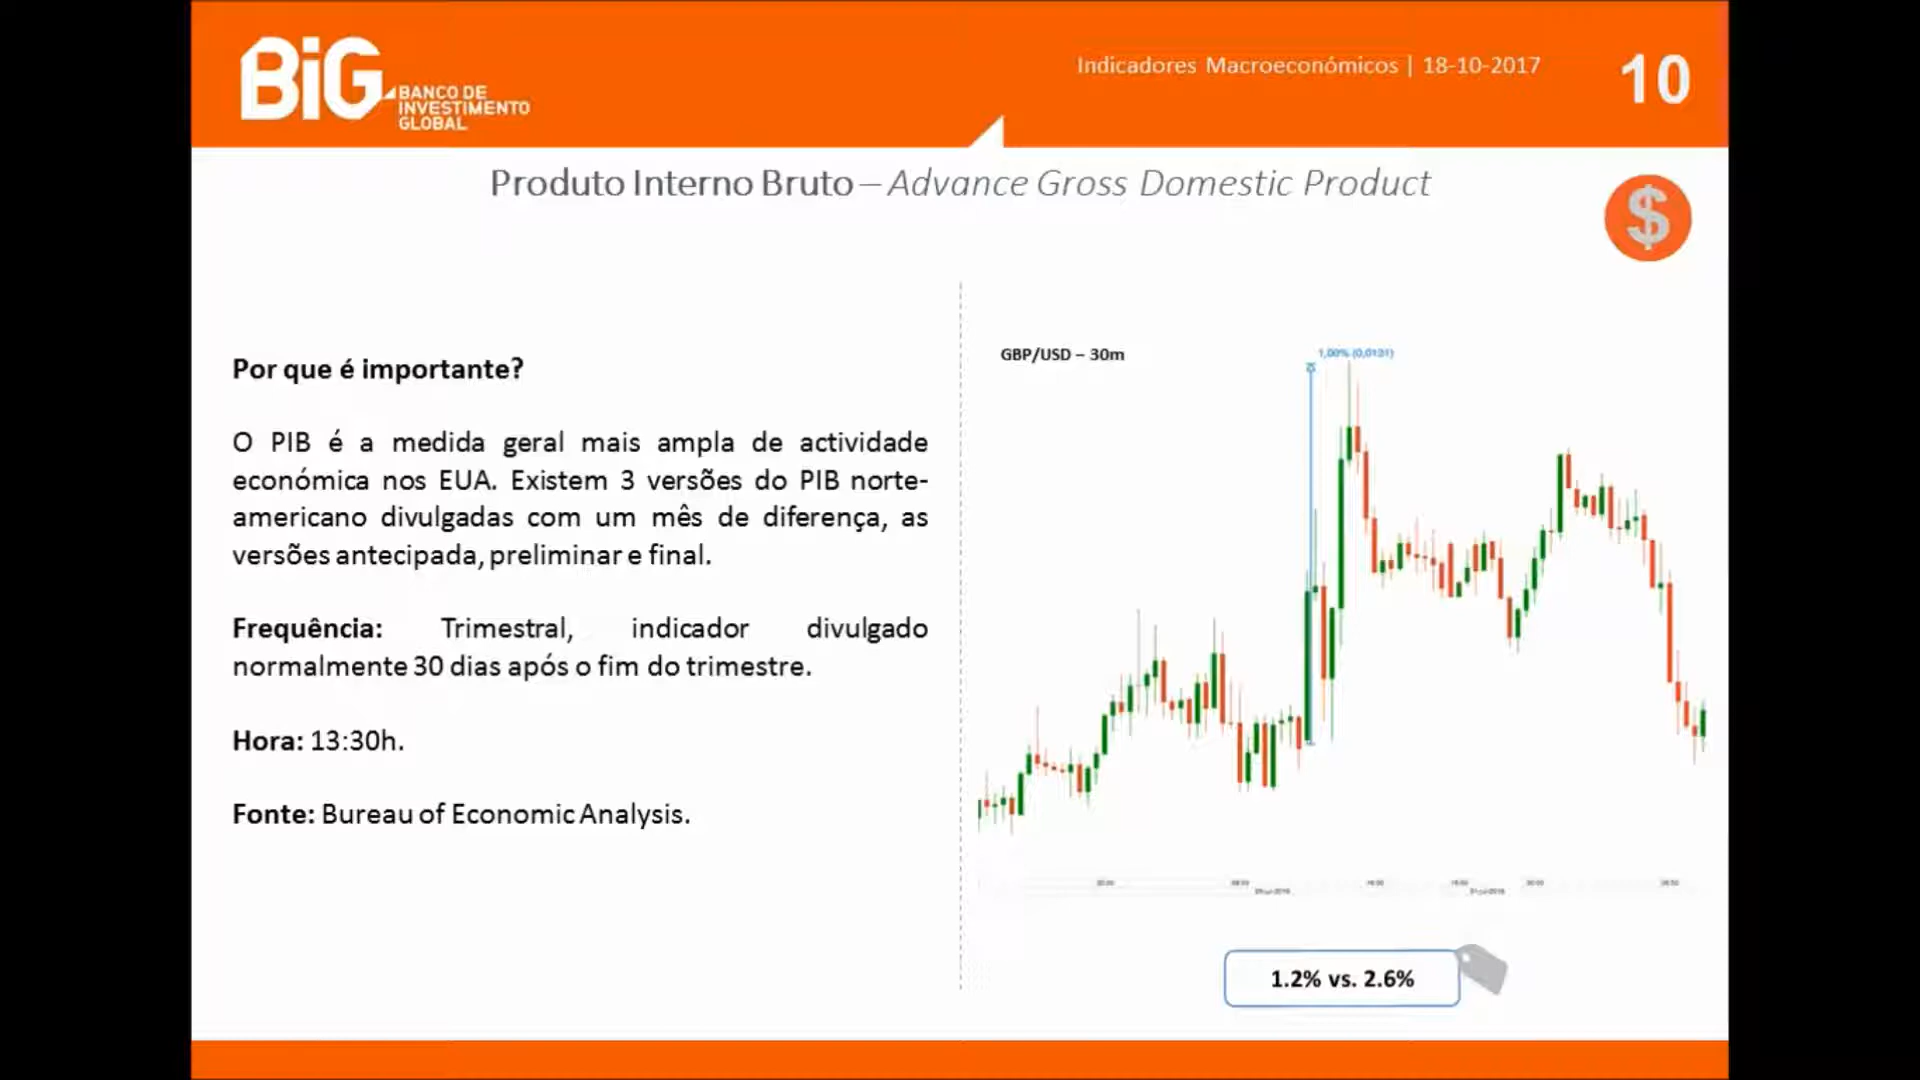 BiG BANCO DE
INVESTIMENTO
GLOBAL
Indicadores Macroeconómicos | 18-10-2017
10
Produto Interno Bruto – Advance Gross Domestic Product
$
Por que é importante?
O PIB é a medida geral mais ampla de actividade
económica nos EUA. Existem 3 versões do PIB norte-
americano divulgadas com um mês de diferença, as
versões antecipada, preliminar e final.
Frequência: Trimestral, indicador divulgado
normalmente 30 dias após o fim do trimestre.
Hora: 13:30h.
Fonte: Bureau of Economic Analysis.
GBP/USD – 30m
1,00% (0,0131)
1.2% vs. 2.6%